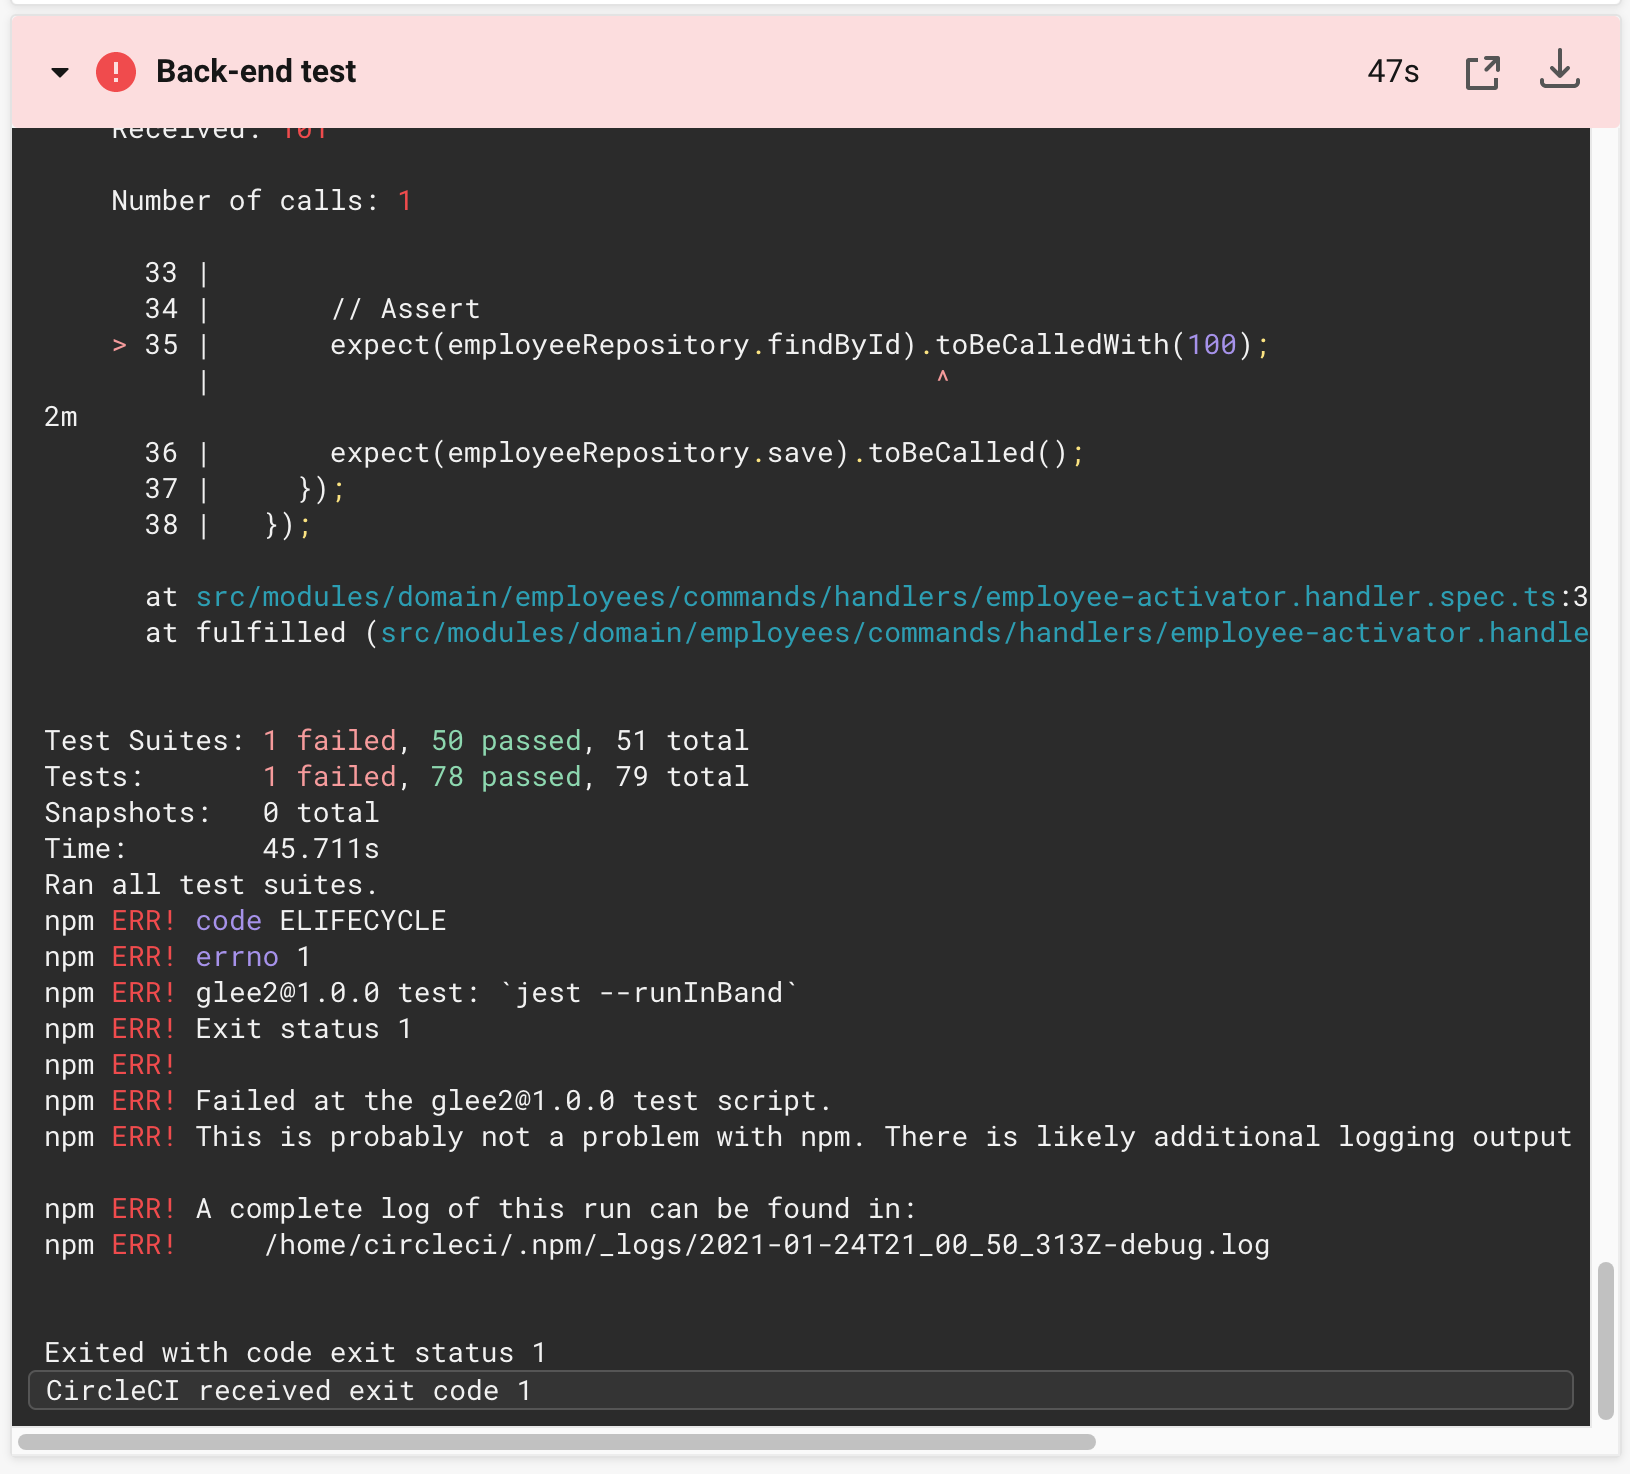 Back-end test 47s
Received: 101
Number of calls: 1
33 |
34 |       // Assert
> 35 |       expect(employeeRepository.findById).toBeCalledWith(100);
|                                           ^
2m
36 |       expect(employeeRepository.save).toBeCalled();
37 |     });
38 |   });
at src/modules/domain/employees/commands/handlers/employee-activator.handler.spec.ts:3
at fulfilled (src/modules/domain/employees/commands/handlers/employee-activator.handle
Test Suites: 1 failed, 50 passed, 51 total
Tests:       1 failed, 78 passed, 79 total
Snapshots:   0 total
Time:        45.711s
Ran all test suites.
npm ERR! code ELIFECYCLE
npm ERR! errno 1
npm ERR! glee2@1.0.0 test: `jest --runInBand`
npm ERR! Exit status 1
npm ERR!
npm ERR! Failed at the glee2@1.0.0 test script.
npm ERR! This is probably not a problem with npm. There is likely additional logging output
npm ERR! A complete log of this run can be found in:
npm ERR!     /home/circleci/.npm/_logs/2021-01-24T21_00_50_313Z-debug.log
Exited with code exit status 1
CircleCI received exit code 1